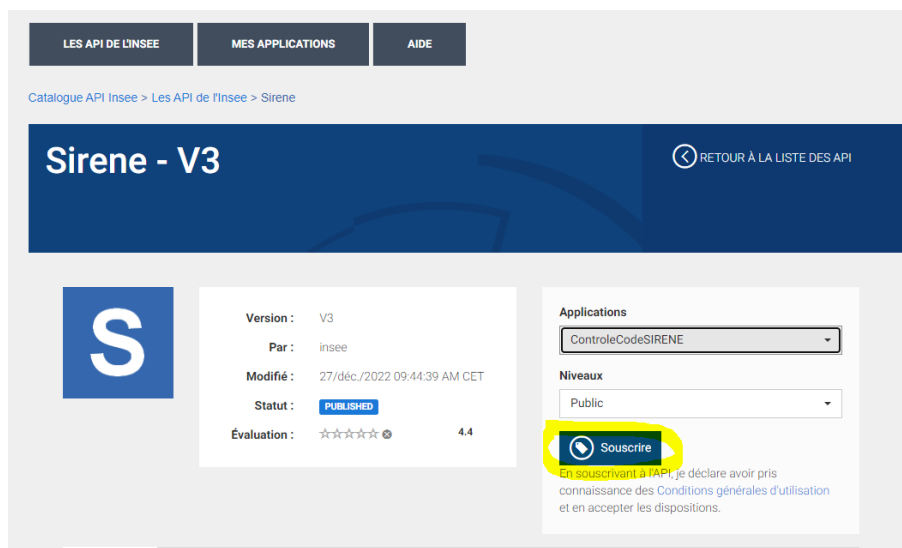 LES API DE L'INSEE
MES APPLICATIONS
AIDE
Catalogue API Insee > Les API de l'Insee > Sirene
Sirene - V3
RETOUR À LA LISTE DES API
S
Version : V3
Par : insee
Modifié : 27/déc./2022 09:44:39 AM CET
Statut : PUBLISHED
Évaluation : 4.4
Applications
ControleCodeSIRENE
Niveaux
Public
Souscrire
En souscrivant à l'API, je déclare avoir pris
connaissance des Conditions générales d'utilisation
et en accepter les dispositions.